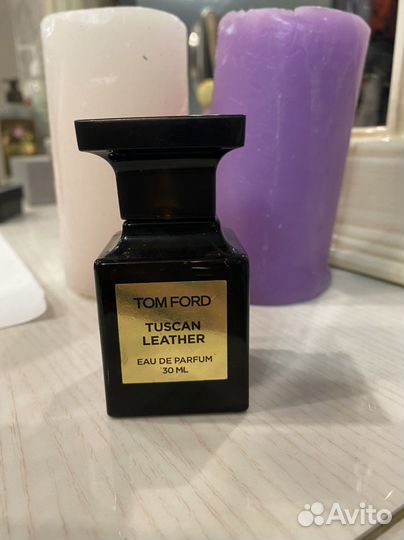 TOM FORD
TUSCAN
LEATHER
EAU DE PARFUM
30 ML
Avito